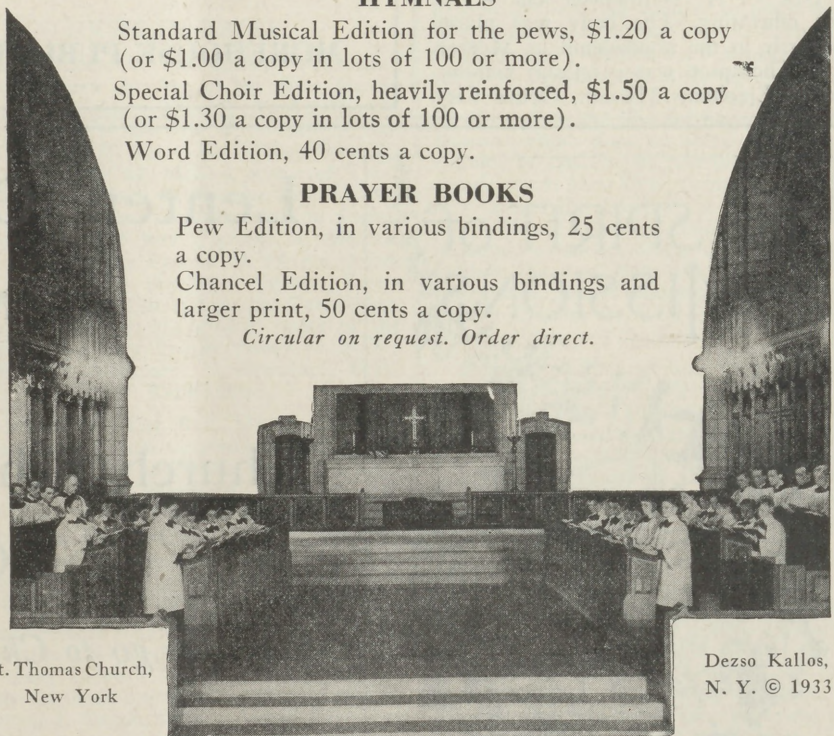 HYMNALS
Standard Musical Edition for the pews, $1.20 a copy
(or $1.00 a copy in lots of 100 or more).
Special Choir Edition, heavily reinforced, $1.50 a copy
(or $1.30 a copy in lots of 100 or more).
Word Edition, 40 cents a copy.
PRAYER BOOKS
Pew Edition, in various bindings, 25 cents
a copy.
Chancel Edition, in various bindings and
larger print, 50 cents a copy.
Circular on request. Order direct.
t. Thomas Church,
New York
Dezso Kallos,
N. Y. © 1933